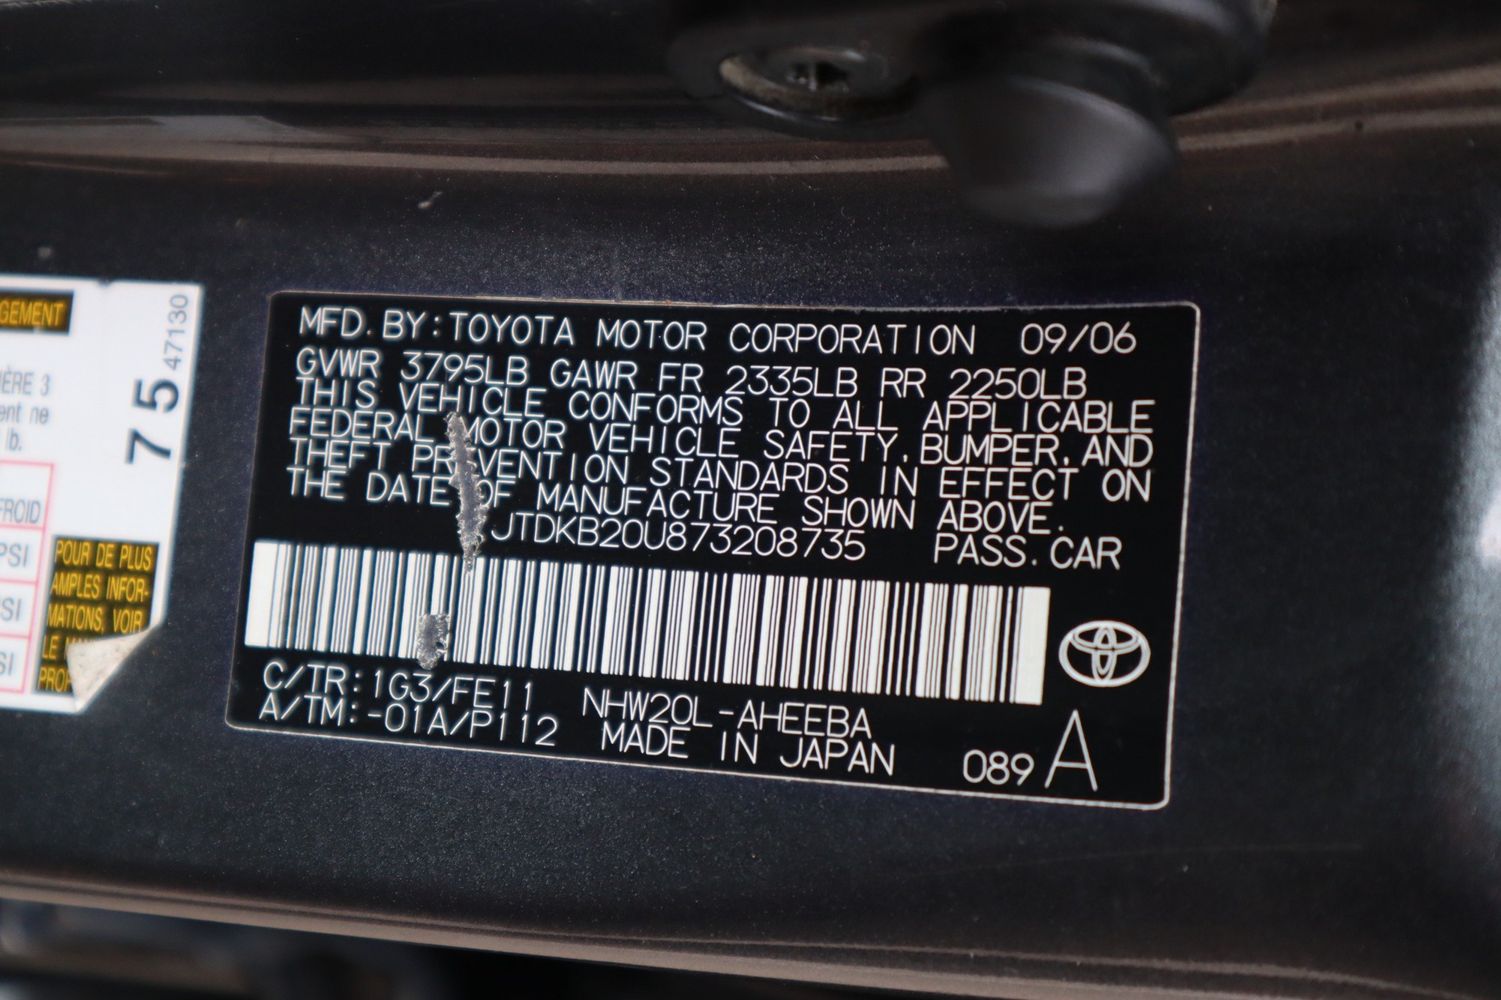 GEMENT
47130
75
IÈRE 3
ent ne
lb.
FROID
PSI
SI
SI
POUR DE PLUS
AMPLES INFOR-
MATIONS, VOIR
LE
PROP
MFD. BY: TOYOTA MOTOR CORPORATION 09/06
GVWR 3795LB GAWR FR 2335LB RR 2250LB
THIS VEHICLE CONFORMS TO ALL APPLICABLE
FEDERAL MOTOR VEHICLE SAFETY, BUMPER, AND
THEFT PREVENTION STANDARDS IN EFFECT ON
THE DATE OF MANUFACTURE SHOWN ABOVE.
JTDKB20U873208735 PASS. CAR
C/TR: 1G3/FE11 NHW20L-AHEEBA
A/TM: -01A/P112 MADE IN JAPAN 089 A